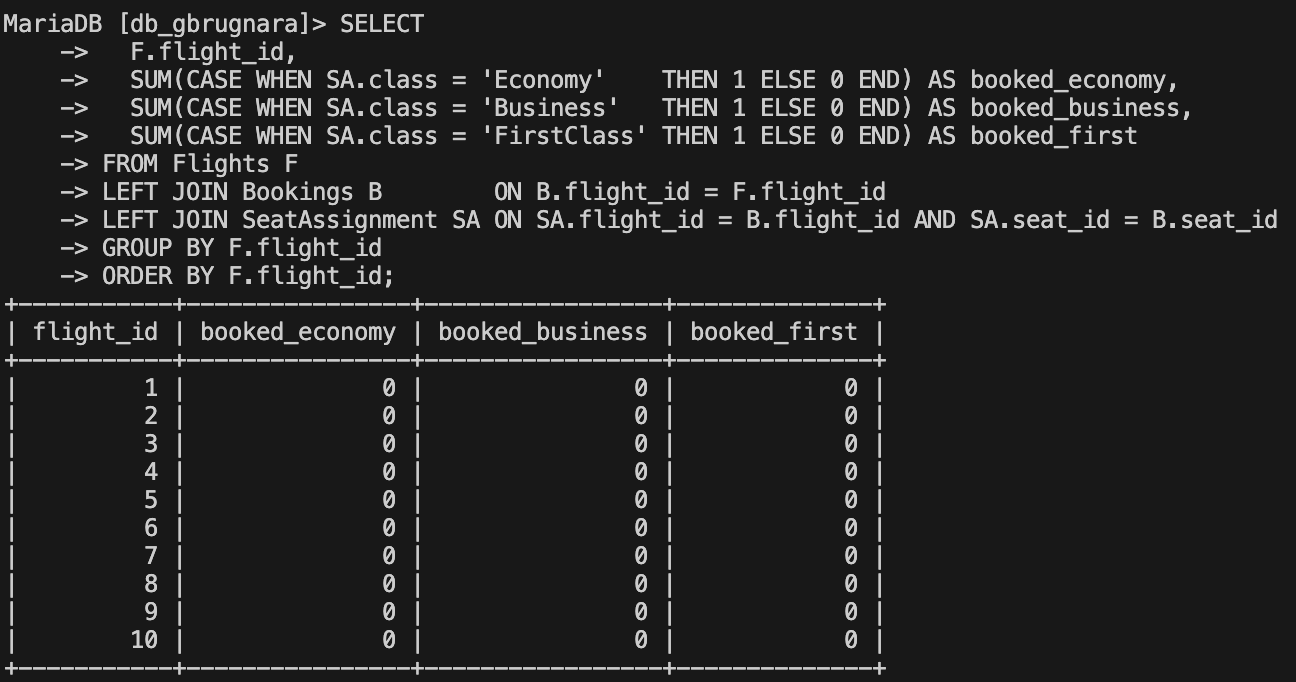 MariaDB [db_gbrugnara]> SELECT
    ->   F.flight_id,
    ->   SUM(CASE WHEN SA.class = 'Economy'    THEN 1 ELSE 0 END) AS booked_economy,
    ->   SUM(CASE WHEN SA.class = 'Business'   THEN 1 ELSE 0 END) AS booked_business,
    ->   SUM(CASE WHEN SA.class = 'FirstClass' THEN 1 ELSE 0 END) AS booked_first
    -> FROM Flights F
    -> LEFT JOIN Bookings B        ON B.flight_id = F.flight_id
    -> LEFT JOIN SeatAssignment SA ON SA.flight_id = B.flight_id AND SA.seat_id = B.seat_id
    -> GROUP BY F.flight_id
    -> ORDER BY F.flight_id;
+-----------+----------------+-----------------+--------------+
| flight_id | booked_economy | booked_business | booked_first |
+-----------+----------------+-----------------+--------------+
|         1 |              0 |               0 |            0 |
|         2 |              0 |               0 |            0 |
|         3 |              0 |               0 |            0 |
|         4 |              0 |               0 |            0 |
|         5 |              0 |               0 |            0 |
|         6 |              0 |               0 |            0 |
|         7 |              0 |               0 |            0 |
|         8 |              0 |               0 |            0 |
|         9 |              0 |               0 |            0 |
|        10 |              0 |               0 |            0 |
+-----------+----------------+-----------------+--------------+